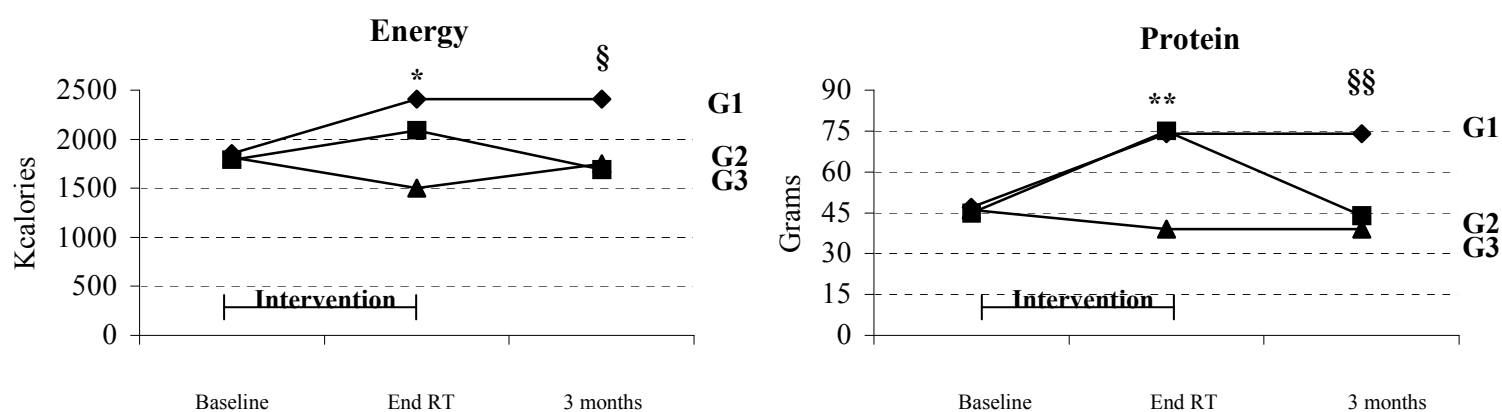 Energy
*
§
2500
2000
1500
1000
500
0
Kcalories
G1
G2
G3
Intervention
Baseline End RT 3 months
Protein
**
§§
90
75
60
45
30
15
0
Grams
G1
G2
G3
Intervention
Baseline End RT 3 months